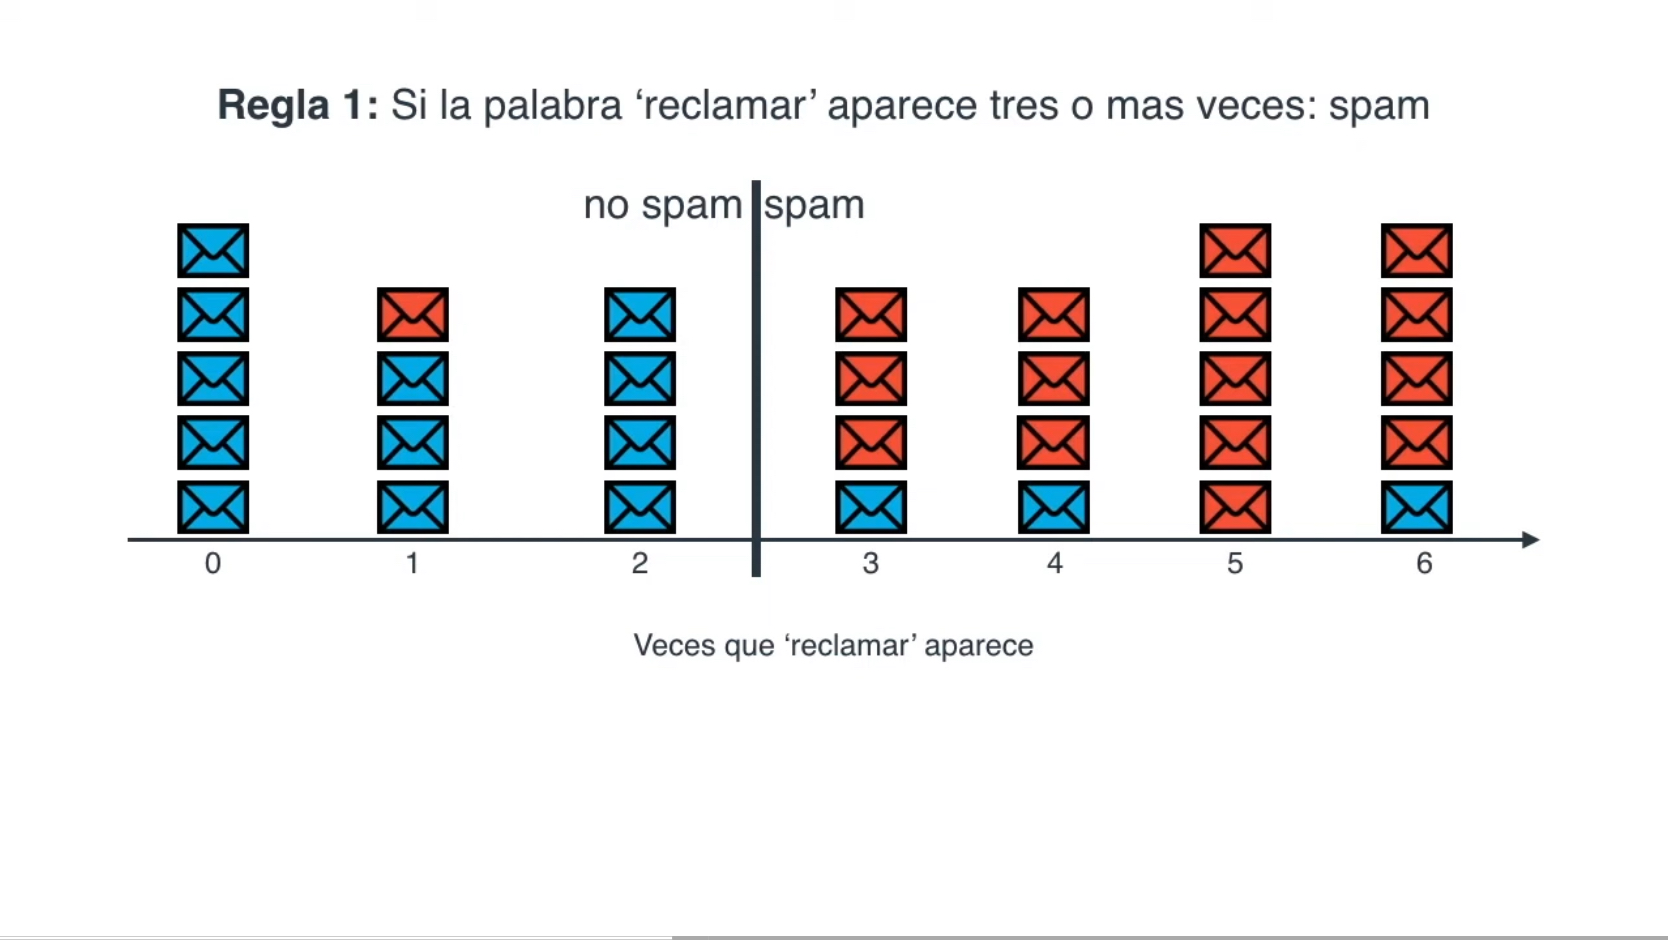 Regla 1: Si la palabra ‘reclamar’ aparece tres o mas veces: spam
no spam spam
0 1 2 3 4 5 6
Veces que ‘reclamar’ aparece